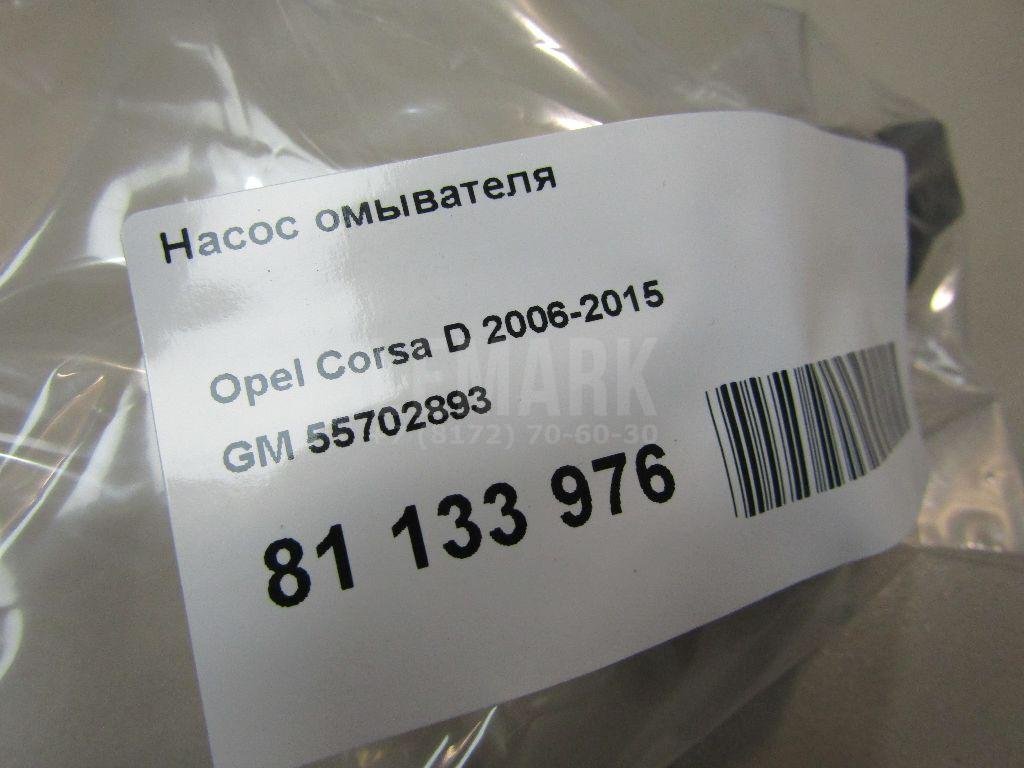 Насос омывателя
Opel Corsa D 2006-2015
GM 55702893
(8172) 70-60-30
81 133 976